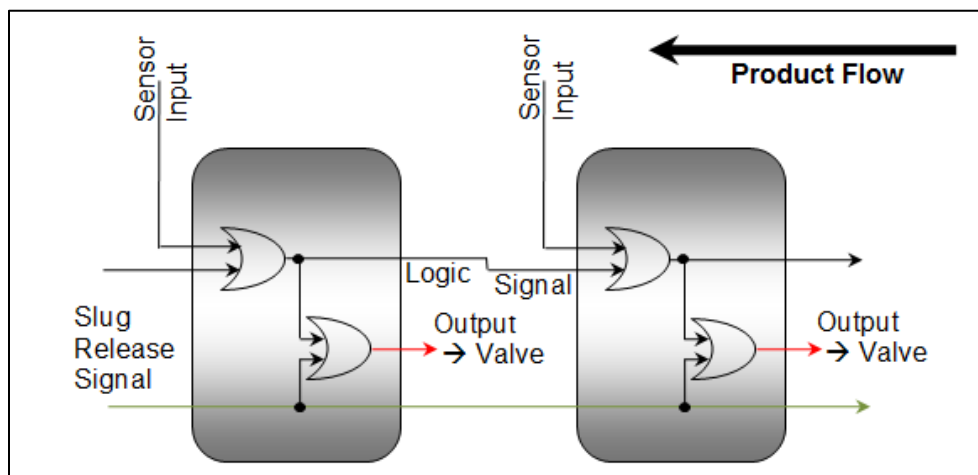 Sensor
Input
Sensor
Input
Product Flow
Logic
Signal
Slug
Release
Signal
Output
→ Valve
Output
→ Valve